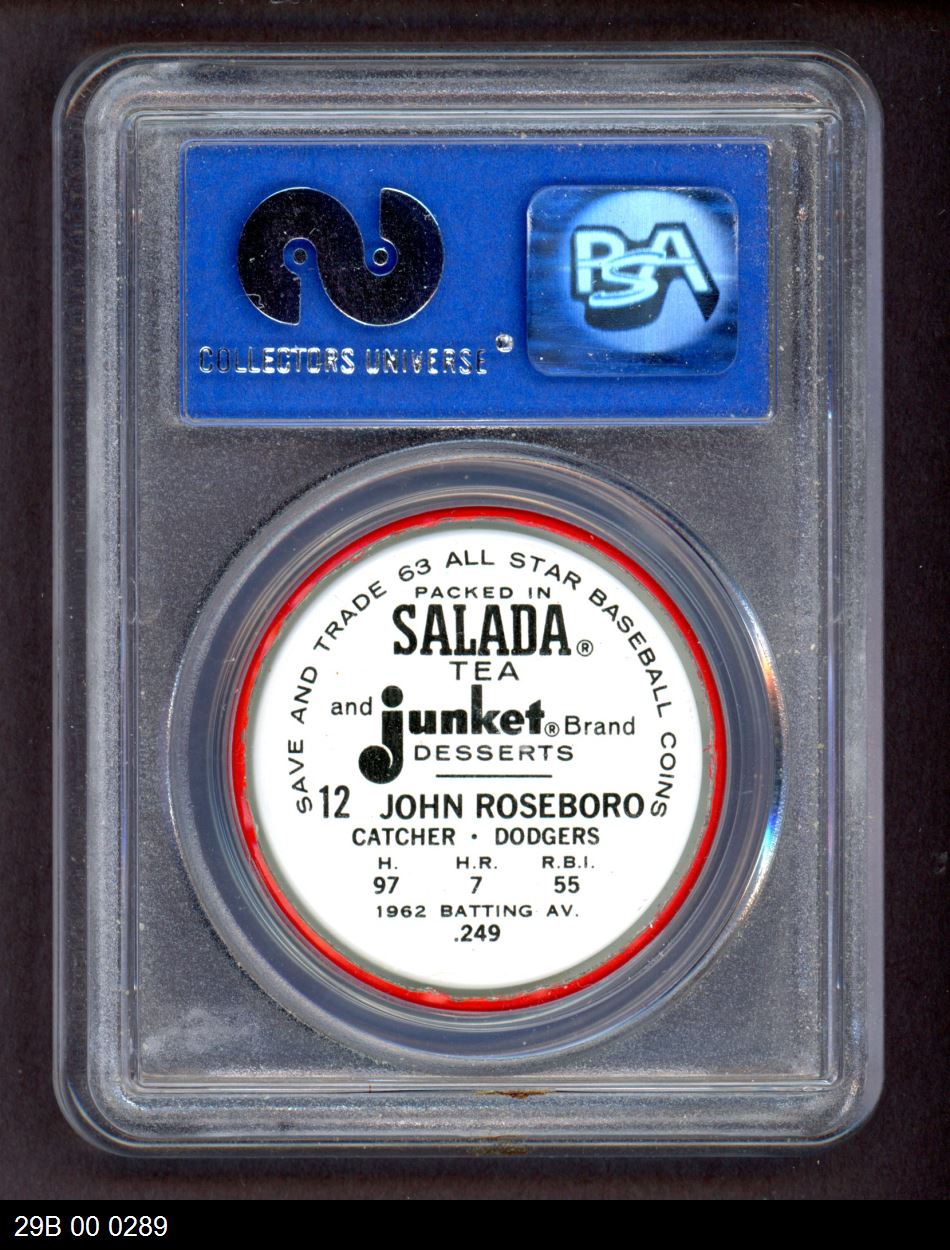 COLLECTORS UNIVERSE
PSA
SAVE AND TRADE 63 ALL STAR BASEBALL COINS
PACKED IN
SALADA®
TEA
and junket® Brand
DESSERTS
12 JOHN ROSEBORO
CATCHER · DODGERS
H. H.R. R.B.I.
97 7 55
1962 BATTING AV.
.249
29B 00 0289